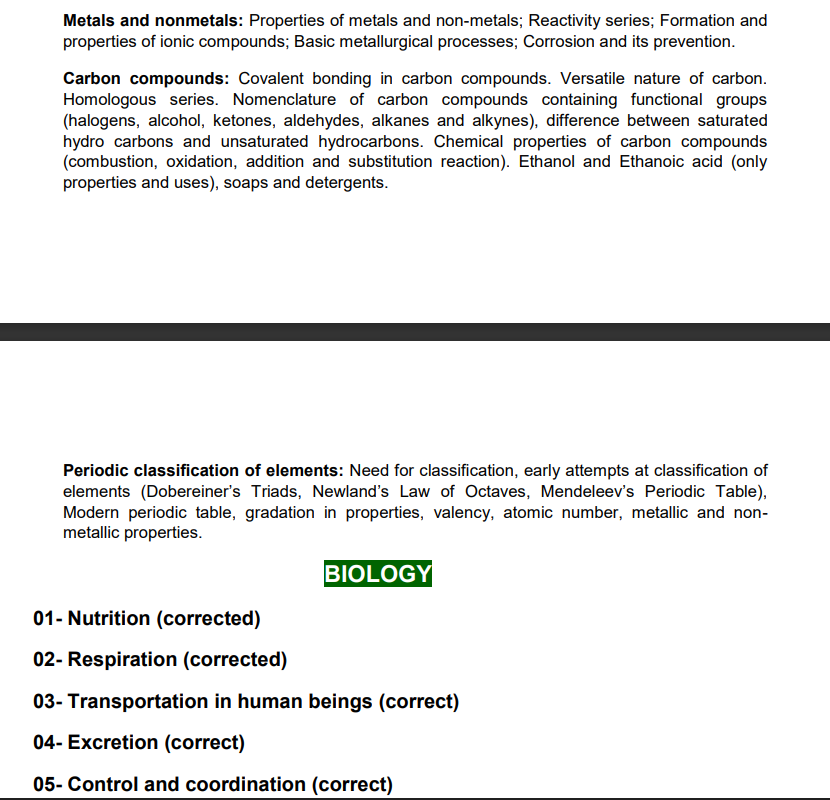 Metals and nonmetals: Properties of metals and non-metals; Reactivity series; Formation and
properties of ionic compounds; Basic metallurgical processes; Corrosion and its prevention.
Carbon compounds: Covalent bonding in carbon compounds. Versatile nature of carbon.
Homologous series. Nomenclature of carbon compounds containing functional groups
(halogens, alcohol, ketones, aldehydes, alkanes and alkynes), difference between saturated
hydro carbons and unsaturated hydrocarbons. Chemical properties of carbon compounds
(combustion, oxidation, addition and substitution reaction). Ethanol and Ethanoic acid (only
properties and uses), soaps and detergents.
Periodic classification of elements: Need for classification, early attempts at classification of
elements (Dobereiner's Triads, Newland's Law of Octaves, Mendeleev's Periodic Table),
Modern periodic table, gradation in properties, valency, atomic number, metallic and non-
metallic properties.
BIOLOGY
01- Nutrition (corrected)
02- Respiration (corrected)
03- Transportation in human beings (correct)
04- Excretion (correct)
05- Control and coordination (correct)